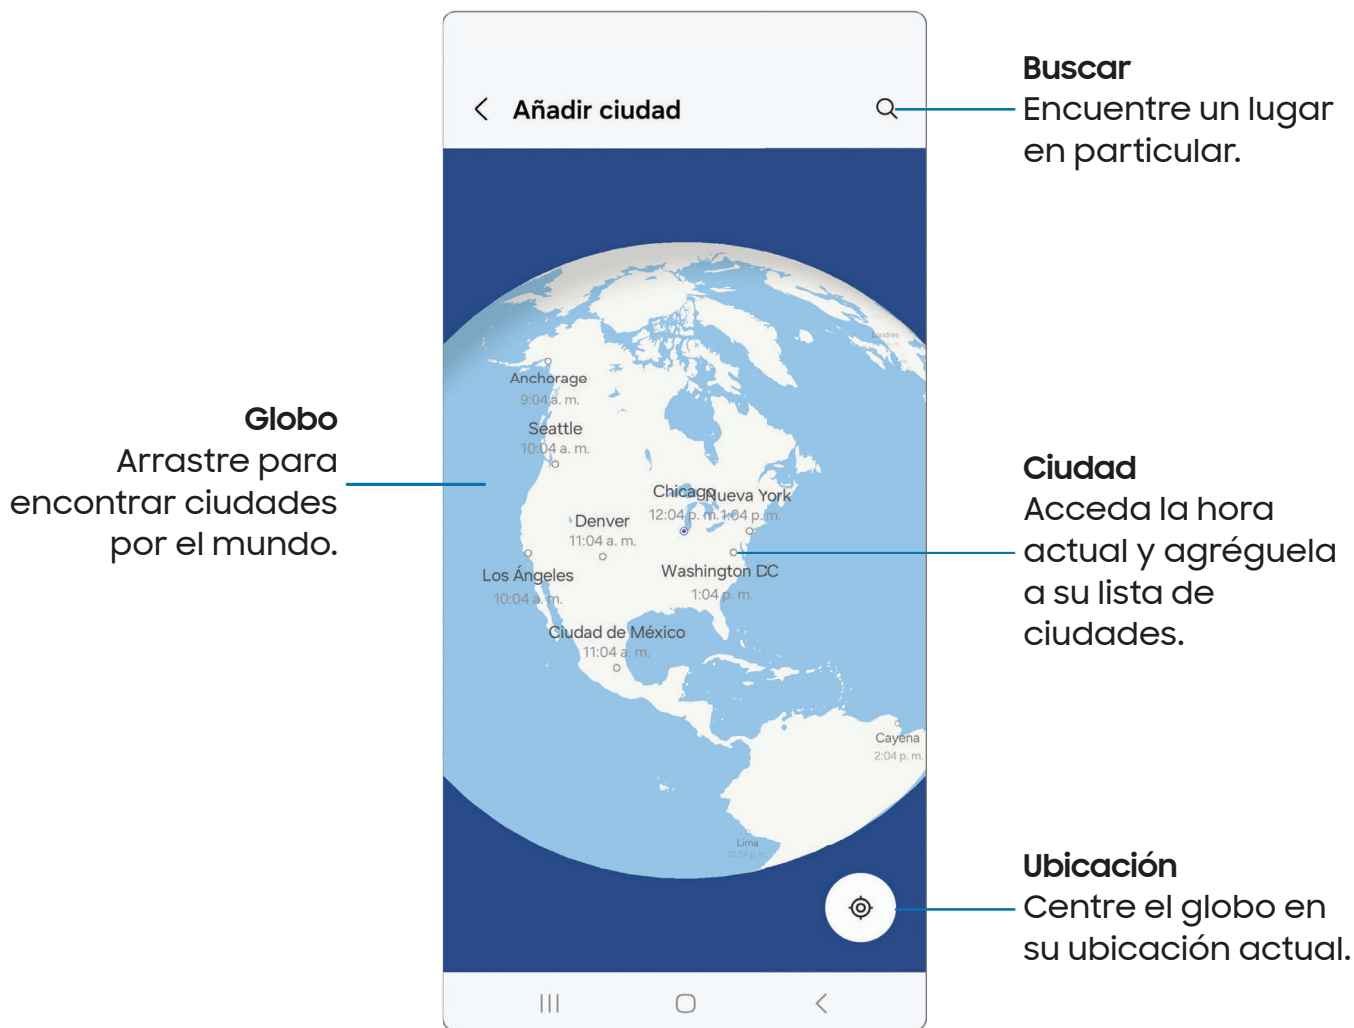 Añadir ciudad
Buscar
Encuentre un lugar
en particular.
Londres
Anchorage
9:04 a. m.
Seattle
10:04 a. m.
Globo
Arrastre para
encontrar ciudades
por el mundo.
Chicago
12:04 p. m.
Nueva York
1:04 p. m.
Denver
11:04 a. m.
Los Ángeles
10:04 a. m.
Washington DC
1:04 p. m.
Ciudad de México
11:04 a. m.
Ciudad
Acceda la hora
actual y agréguela
a su lista de
ciudades.
Cayena
2:04 p. m.
Lima
12:04 p. m.
Ubicación
Centre el globo en
su ubicación actual.